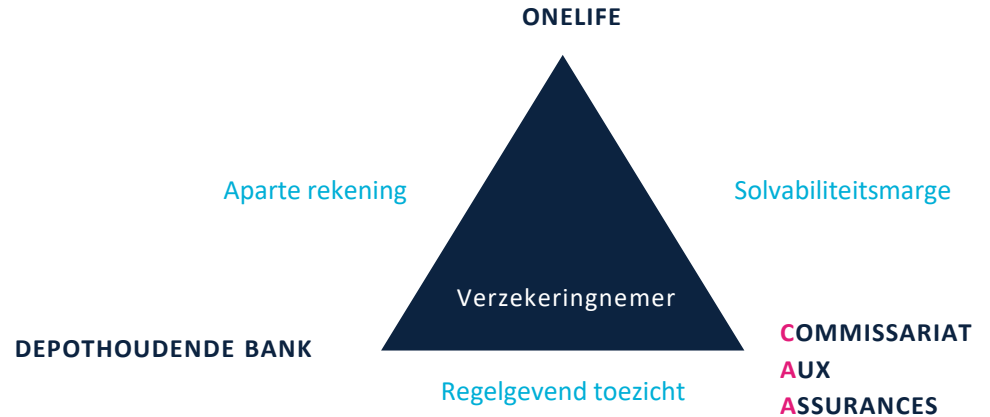 ONELIFE
Aparte rekening
Solvabiliteitsmarge
Verzekeringnemer
DEPOTHOUDENDE BANK
COMMISSARIAT
AUX
ASSURANCES
Regelgevend toezicht